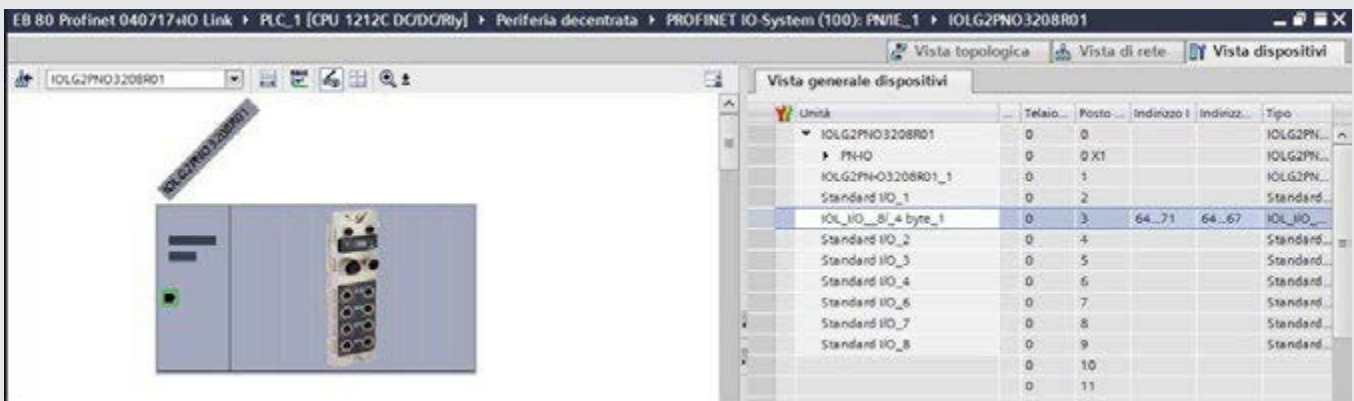 EB 80 Profinet 040717+IO Link ▸ PLC_1 [CPU 1212C DC/DC/Rly] ▸ Periferia decentrata ▸ PROFINET IO-System (100): PN/IE_1 ▸ IOLG2PNO3208R01
Vista topologica Vista di rete Vista dispositivi
IOLG2PNO3208R01
Vista generale dispositivi
IOLG2PNO3208R01
Unità ... Telaio... Posto ... Indirizzo I Indirizz... Tipo
IOLG2PNO3208R01 0 0 IOLG2PN...
PN-IO 0 0 X1 IOLG2PN...
IOLG2PNO3208R01_1 0 1 IOLG2PN...
Standard I/O_1 0 2 Standard...
IOL_I/O__8/_4 byte_1 0 3 64...71 64...67 IOL_I/O_...
Standard I/O_2 0 4 Standard...
Standard I/O_3 0 5 Standard...
Standard I/O_4 0 6 Standard...
Standard I/O_6 0 7 Standard...
Standard I/O_7 0 8 Standard...
Standard I/O_8 0 9 Standard...
0 10
0 11